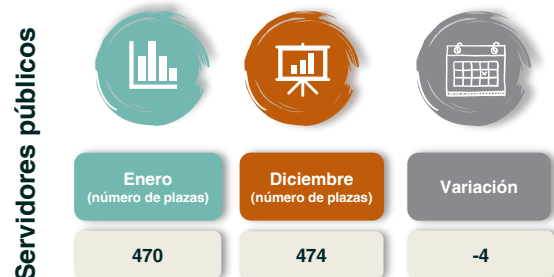 Servidores públicos
Enero
(número de plazas)
Diciembre
(número de plazas)
Variación
470
474
-4